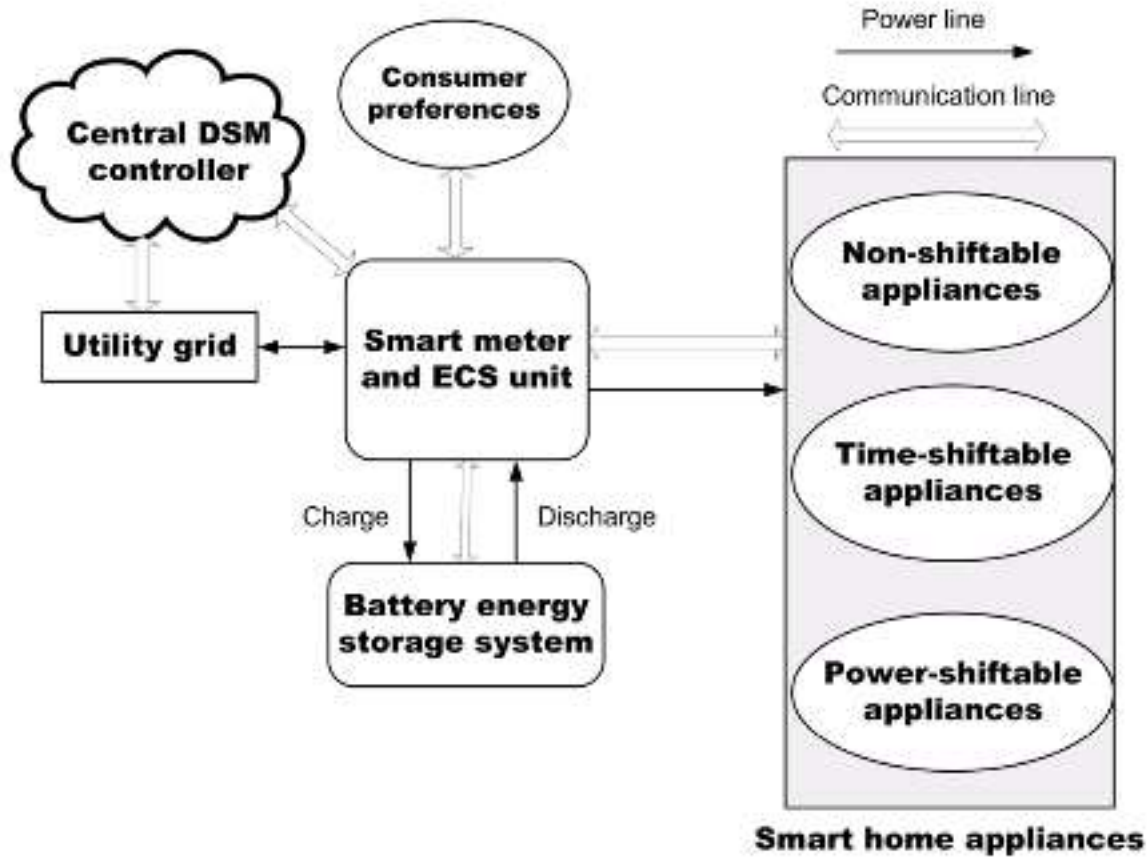 Power line
Communication line
Consumer
preferences
Central DSM
controller
Non-shiftable
appliances
Utility grid
Smart meter
and ECS unit
Time-shiftable
appliances
Charge
Discharge
Battery energy
storage system
Power-shiftable
appliances
Smart home appliances